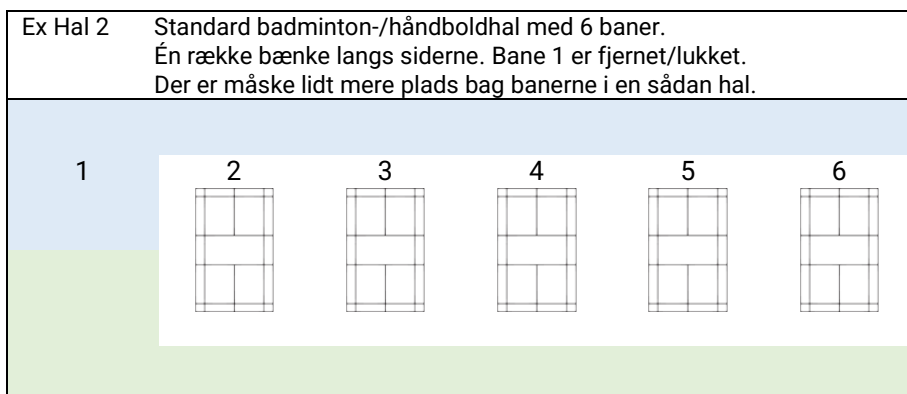 Ex Hal 2 Standard badminton-/håndboldhal med 6 baner.
Én række bænke langs siderne. Bane 1 er fjernet/lukket.
Der er måske lidt mere plads bag banerne i en sådan hal.
1 2 3 4 5 6